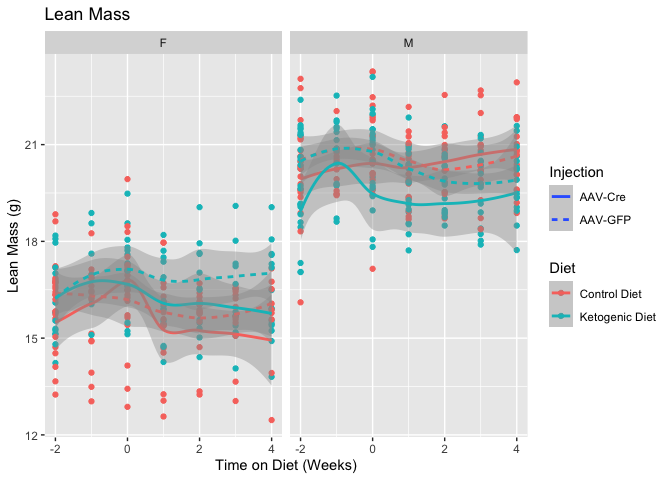 Lean Mass
F
M
21
18
15
12
-2
0
2
4
-2
0
2
4
Time on Diet (Weeks)
Lean Mass (g)
Injection
AAV-Cre
AAV-GFP
Diet
Control Diet
Ketogenic Diet